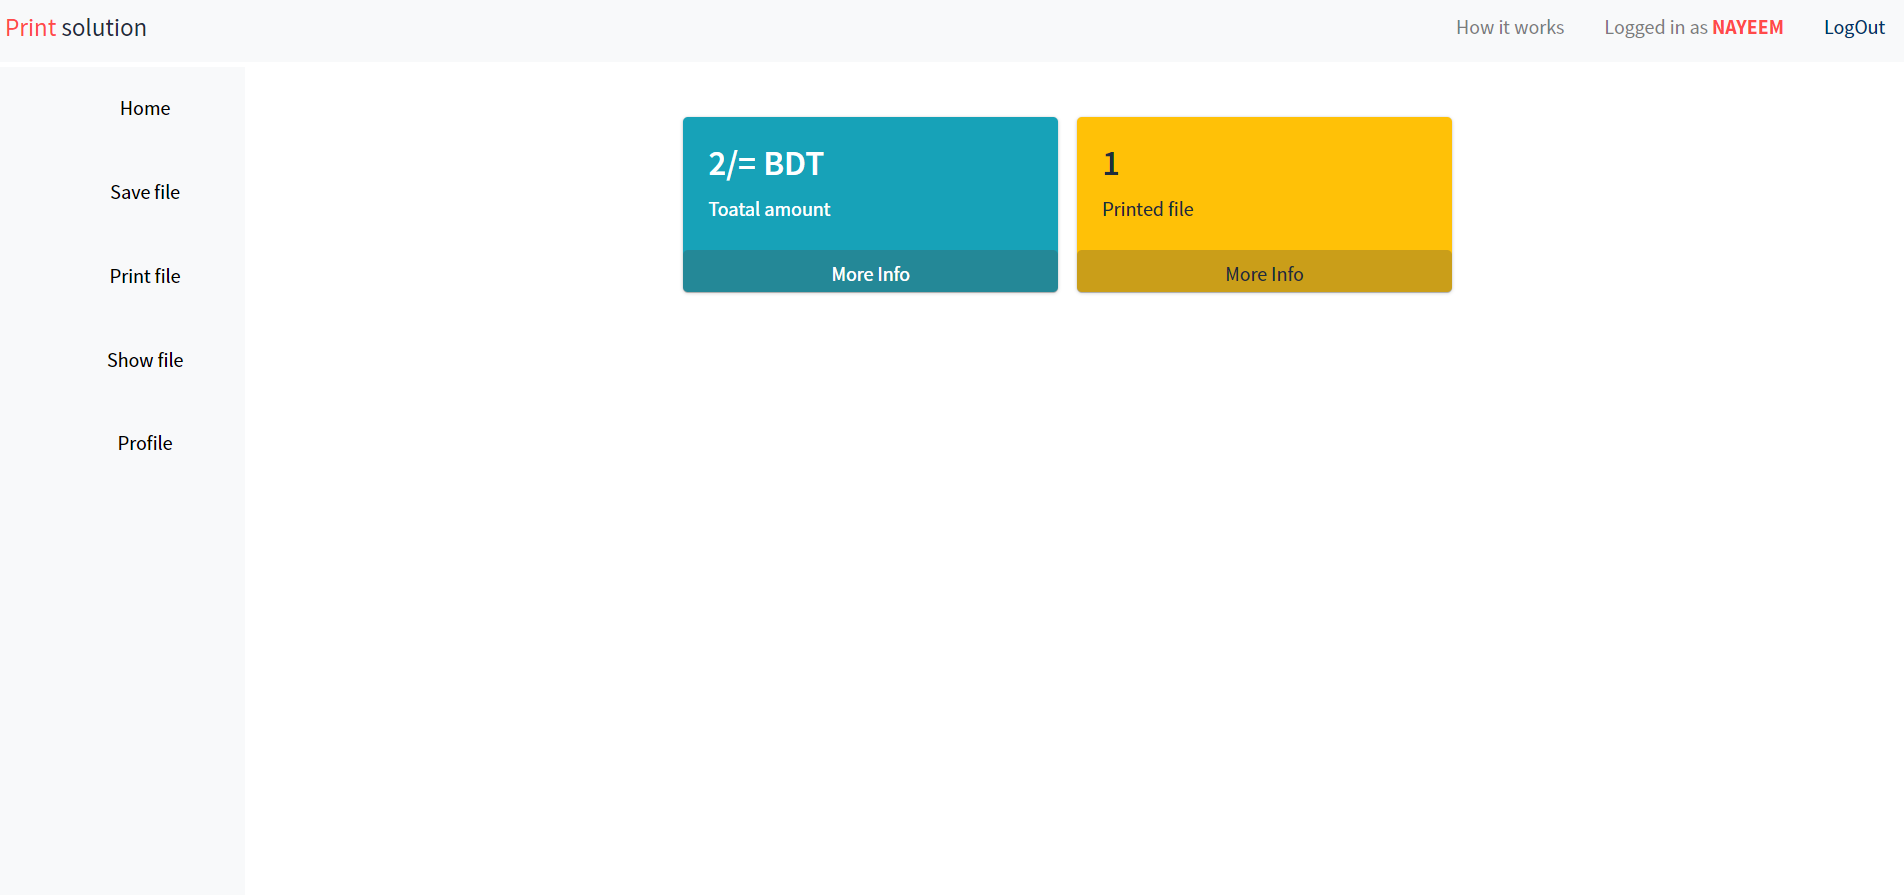 Print solution
How it works
Logged in as NAYEEM
LogOut
Home
Save file
Print file
Show file
Profile
2/= BDT
Toatal amount
More Info
1
Printed file
More Info